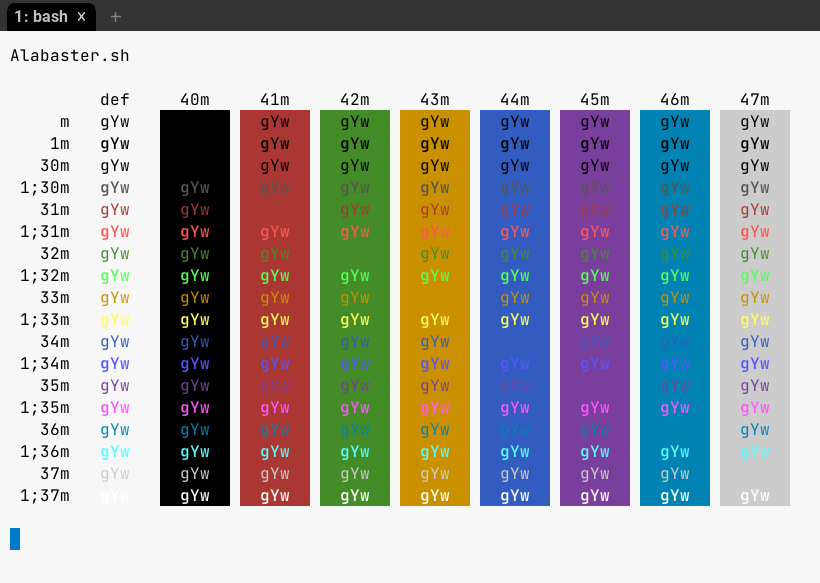 1: bash × +
Alabaster.sh
def 40m 41m 42m 43m 44m 45m 46m 47m
m gYw gYw gYw gYw gYw gYw gYw gYw
1m gYw gYw gYw gYw gYw gYw gYw gYw
30m gYw gYw gYw gYw gYw gYw gYw gYw
1;30m gYw gYw gYw gYw gYw gYw gYw gYw gYw
31m gYw gYw gYw gYw gYw gYw gYw gYw
1;31m gYw gYw gYw gYw gYw gYw gYw gYw gYw
32m gYw gYw gYw gYw gYw gYw gYw gYw
1;32m gYw gYw gYw gYw gYw gYw gYw gYw gYw
33m gYw gYw gYw gYw gYw gYw gYw gYw
1;33m gYw gYw gYw gYw gYw gYw gYw gYw gYw
34m gYw gYw gYw gYw gYw gYw gYw gYw
1;34m gYw gYw gYw gYw gYw gYw gYw gYw gYw
35m gYw gYw gYw gYw gYw gYw gYw gYw
1;35m gYw gYw gYw gYw gYw gYw gYw gYw gYw
36m gYw gYw gYw gYw gYw gYw gYw gYw
1;36m gYw gYw gYw gYw gYw gYw gYw gYw gYw
37m gYw gYw gYw gYw gYw gYw gYw gYw
1;37m gYw gYw gYw gYw gYw gYw gYw gYw gYw